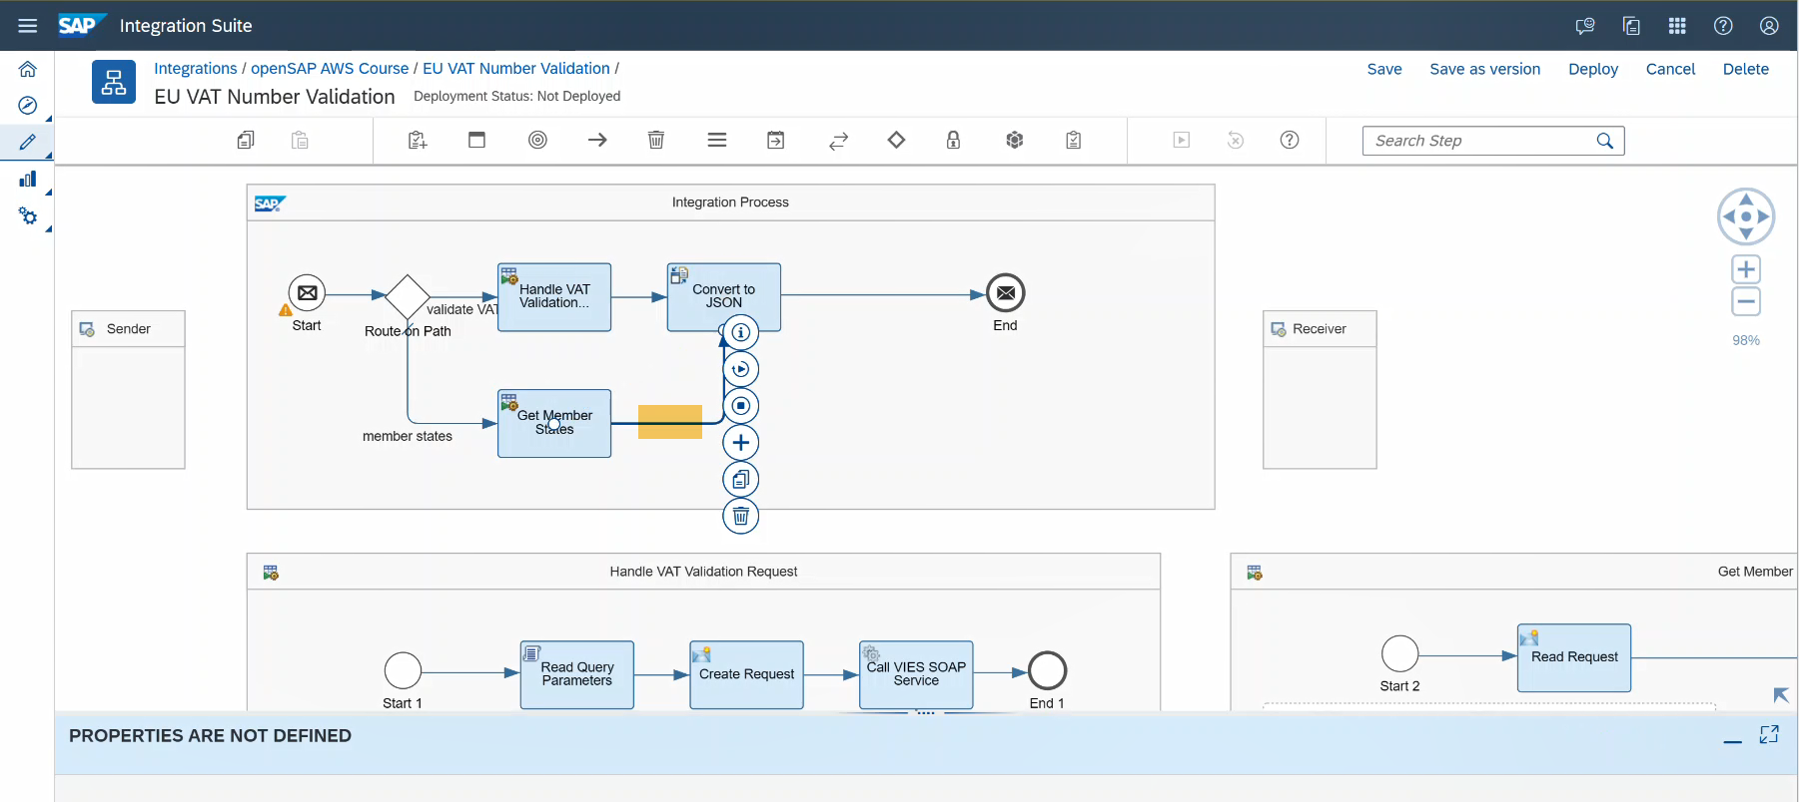 SAP Integration Suite
Integrations / openSAP AWS Course / EU VAT Number Validation /
Save Save as version Deploy Cancel Delete
EU VAT Number Validation Deployment Status: Not Deployed
Search Step
SAP Integration Process
Handle VAT
Validation...
Convert to
JSON
validate VAT
Start
Route on Path
End
Sender
Receiver
98%
Get Member
States
member states
Handle VAT Validation Request
Get Member
Read Query
Parameters
Create Request
Call VIES SOAP
Service
Read Request
Start 1
End 1
Start 2
PROPERTIES ARE NOT DEFINED